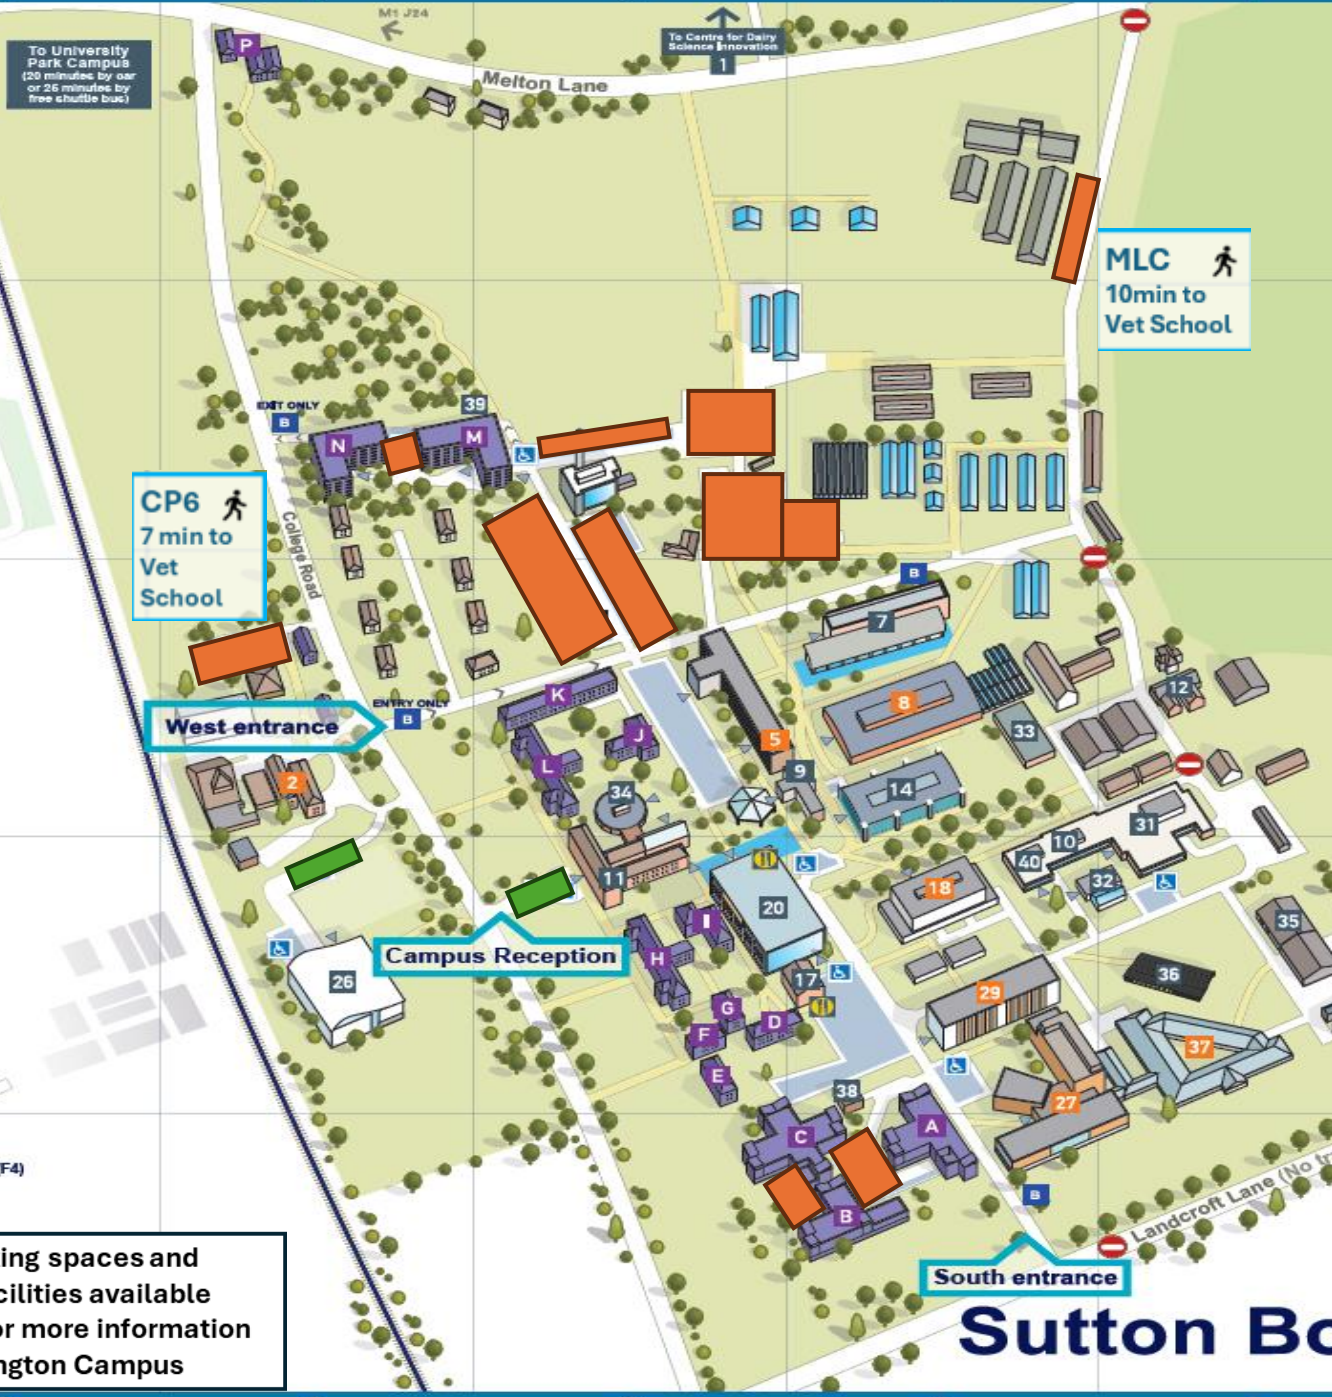 M1 J24
To University
Park Campus
(20 minutes by car
or 25 minutes by
free shuttle bus)
P
To Centre for Dairy
Science Innovation
1
Melton Lane
MLC
10min to
Vet School
EXIT ONLY
B
39
N
M
CP6
7 min to
Vet
School
College Road
B
7
K
ENTRY ONLY
B
West entrance
J
L
5
8
12
33
2
9
34
14
31
10
40
32
11
18
20
35
I
H
Campus Reception
26
17
36
29
G
D
F
E
37
38
27
C
A
B
B
F4)
Landcroft Lane (No tr
South entrance
Sutton Bo
ing spaces and
cilities available
or more information
ngton Campus